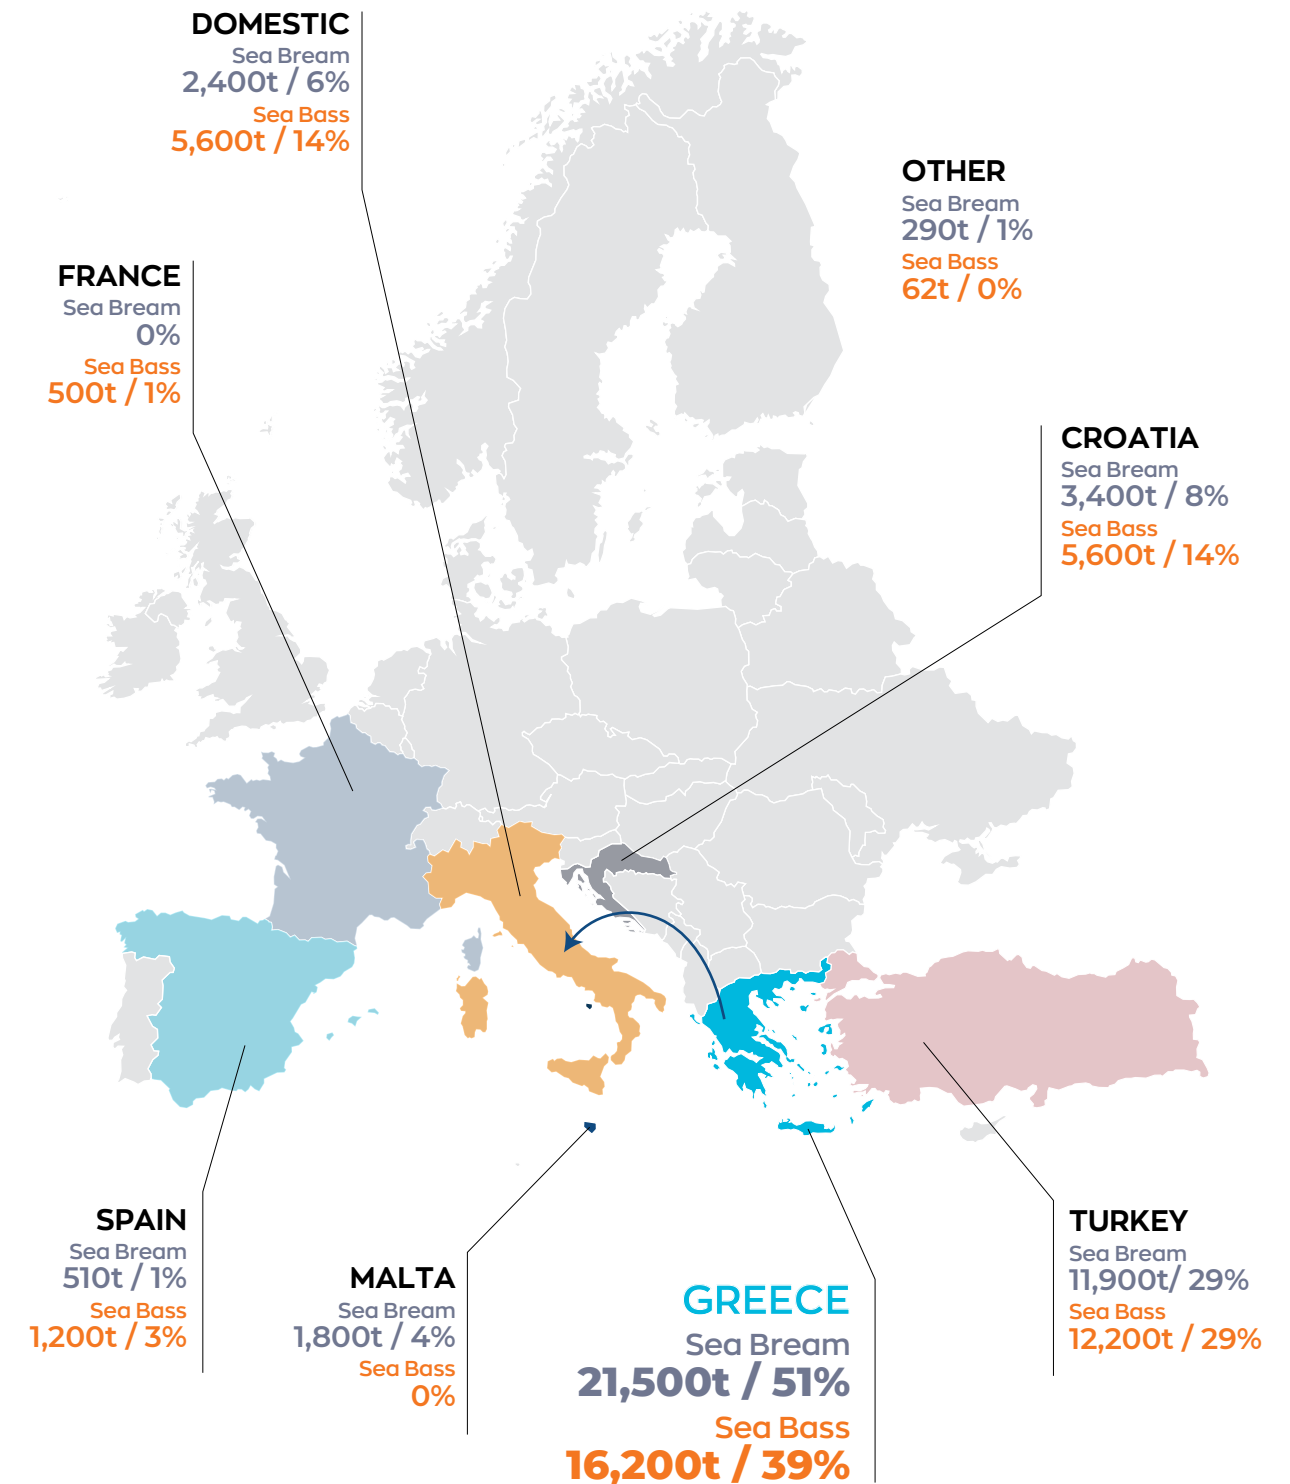 DOMESTIC
Sea Bream
2,400t / 6%
Sea Bass
5,600t / 14%
OTHER
Sea Bream
290t / 1%
Sea Bass
62t / 0%
FRANCE
Sea Bream
0%
Sea Bass
500t / 1%
CROATIA
Sea Bream
3,400t / 8%
Sea Bass
5,600t / 14%
SPAIN
Sea Bream
510t / 1%
Sea Bass
1,200t / 3%
MALTA
Sea Bream
1,800t / 4%
Sea Bass
0%
GREECE
Sea Bream
21,500t / 51%
Sea Bass
16,200t / 39%
TURKEY
Sea Bream
11,900t/ 29%
Sea Bass
12,200t / 29%